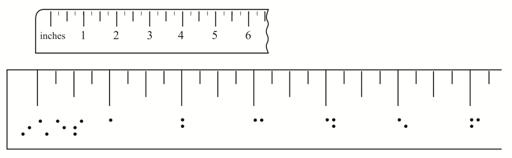 inches 1 2 3 4 5 6
⠔⠡⠑⠎ ⠁ ⠃ ⠉ ⠙ ⠑ ⠋